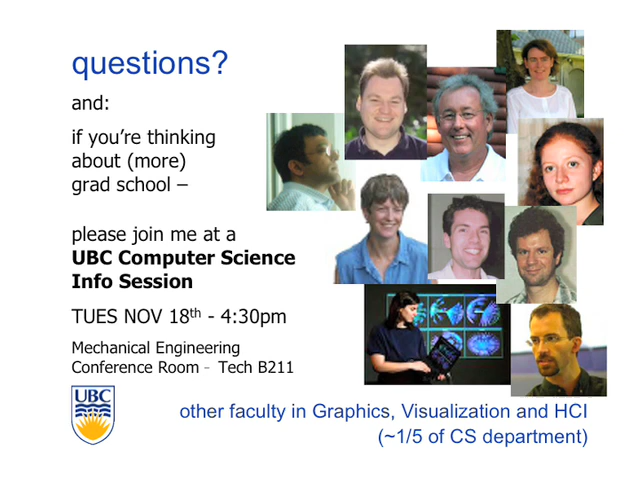 questions?
and:
if you’re thinking
about (more)
grad school –
please join me at a
UBC Computer Science
Info Session
TUES NOV 18th - 4:30pm
Mechanical Engineering
Conference Room – Tech B211
UBC
other faculty in Graphics, Visualization and HCI
(~1/5 of CS department)